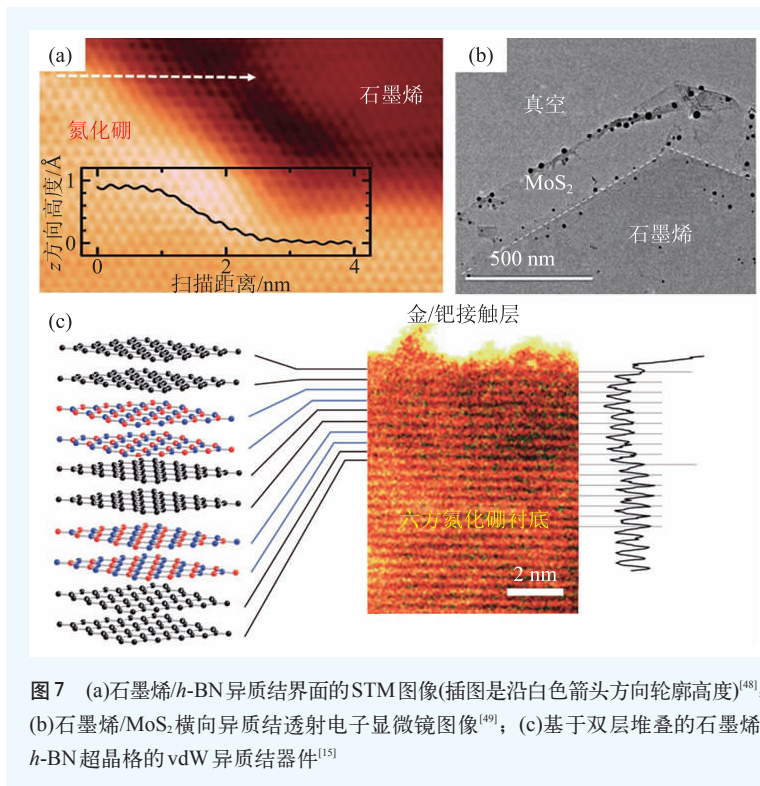 (a)
石墨烯
氮化硼
z方向高度/Å
1
0
0
2
4
扫描距离/nm
(b)
真空
MoS₂
石墨烯
500 nm
(c)
金/钯接触层
六方氮化硼衬底
2 nm
图7 (a)石墨烯/h-BN异质结界面的STM图像(插图是沿白色箭头方向轮廓高度)[48]；
(b)石墨烯/MoS₂横向异质结透射电子显微镜图像[49]；(c)基于双层堆叠的石墨烯
h-BN超晶格的vdW异质结器件[15]